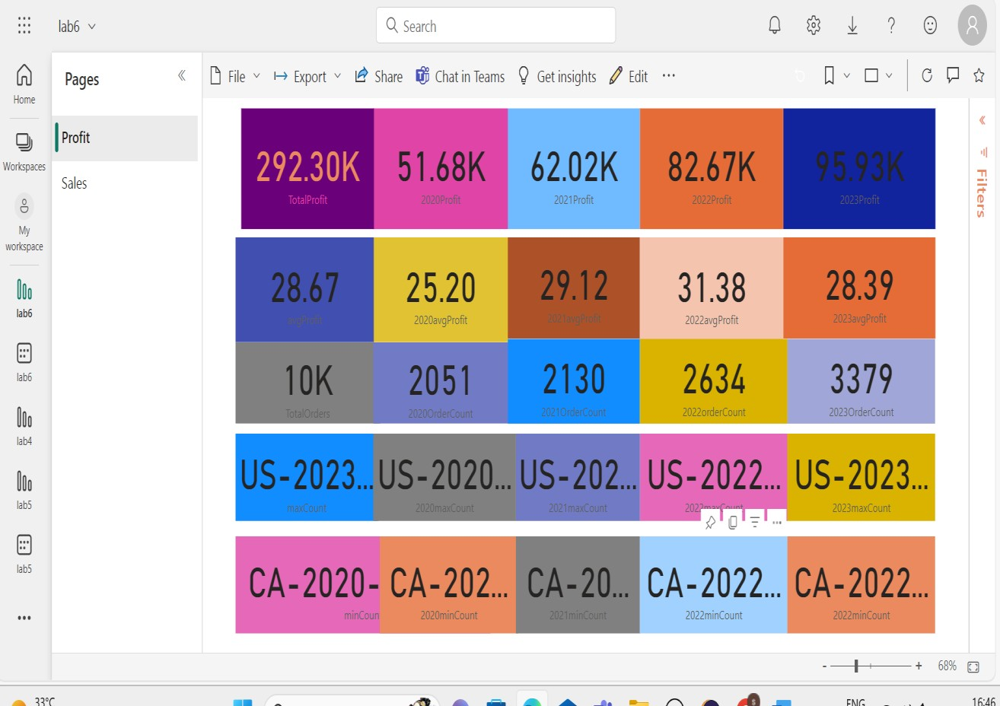 lab6
Search
Home
Workspaces
My
workspace
lab6
lab6
lab4
lab5
lab5
Pages
Profit
Sales
File
Export
Share
Chat in Teams
Get insights
Edit
Filters
292.30K
TotalProfit
51.68K
2020Profit
62.02K
2021Profit
82.67K
2022Profit
95.93K
2023Profit
28.67
avgProfit
25.20
2020avgProfit
29.12
2021avgProfit
31.38
2022avgProfit
28.39
2023avgProfit
10K
TotalOrders
2051
2020OrderCount
2130
2021OrderCount
2634
2022orderCount
3379
2023OrderCount
US-2023...
maxCount
US-2020...
2020maxCount
US-202...
2021maxCount
US-2022...
2022maxCount
US-2023...
2023maxCount
CA-2020-
minCoun
CA-202...
2020minCount
CA-20...
2021minCount
CA-2022...
2022minCount
CA-2022...
2022minCount
- + 68%
33°C
ENG
16:46